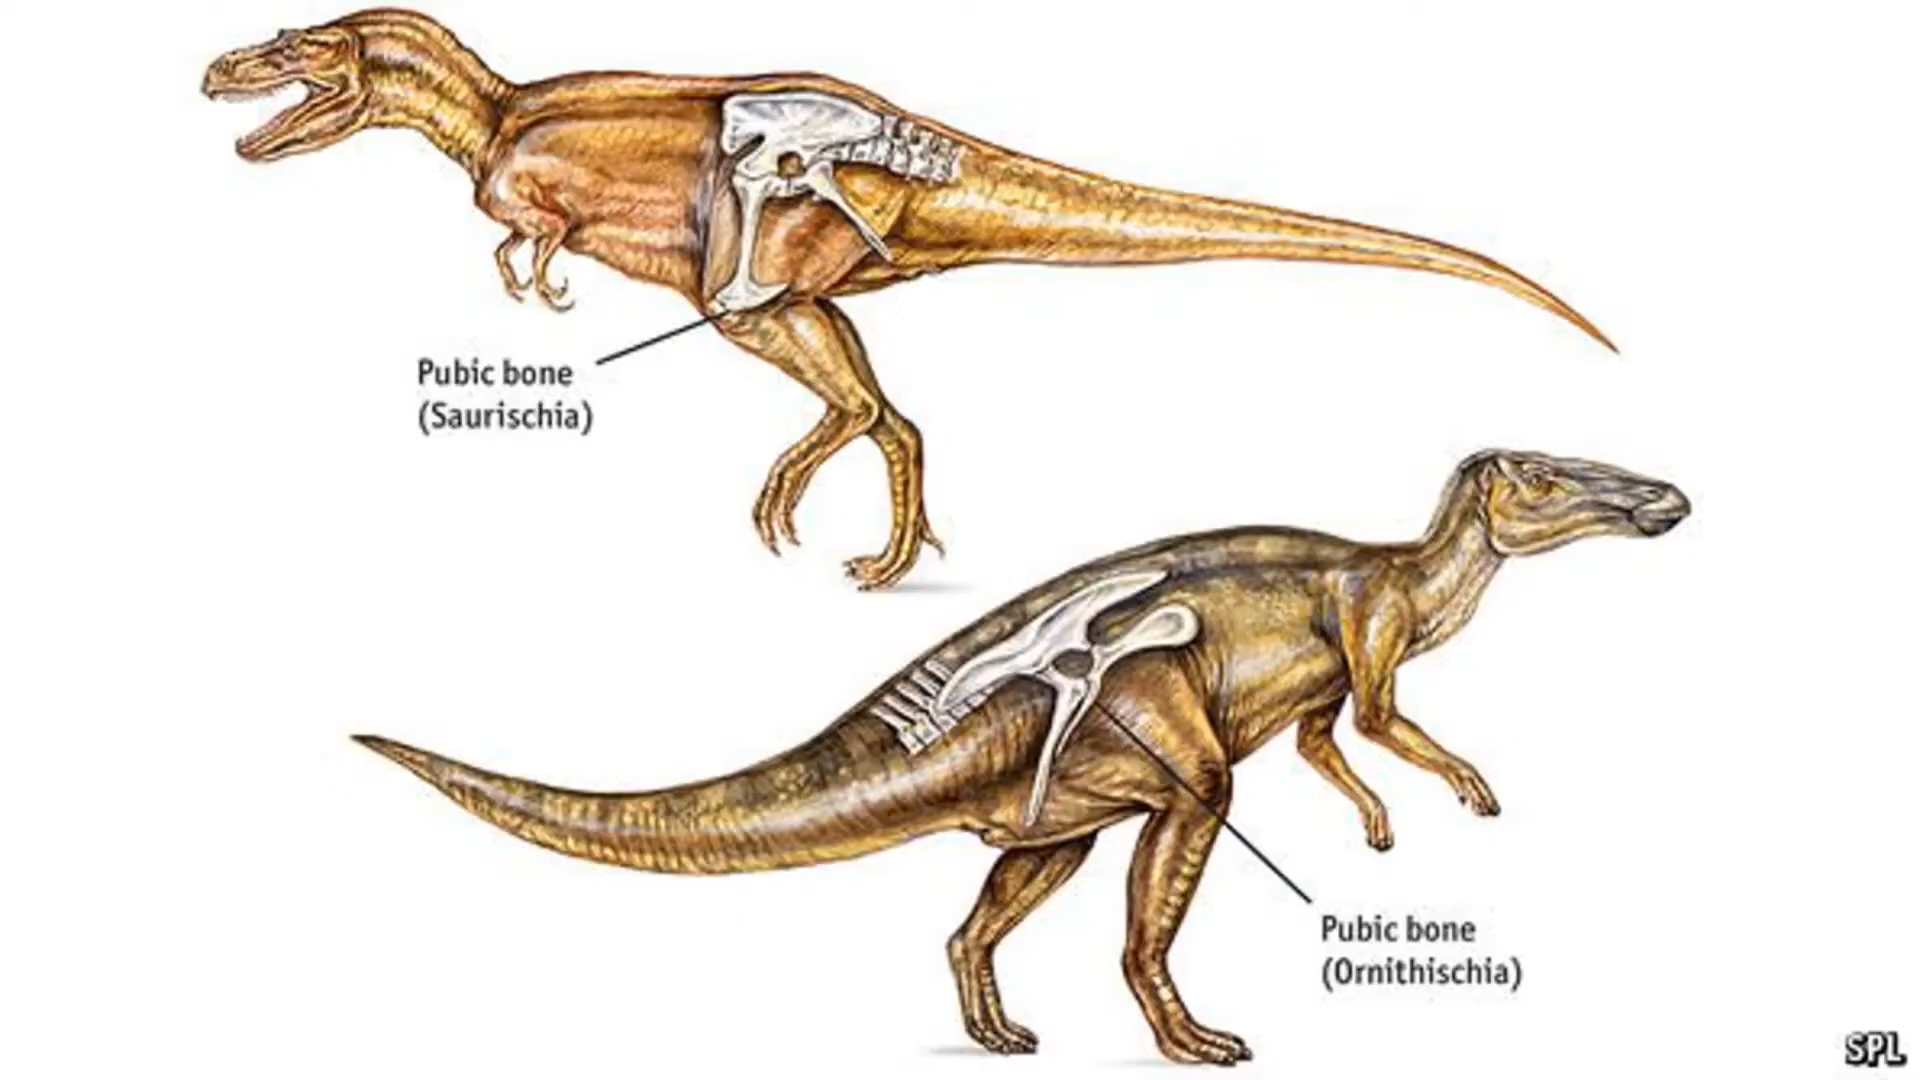 Pubic bone
(Saurischia)
Pubic bone
(Ornithischia)
SPL